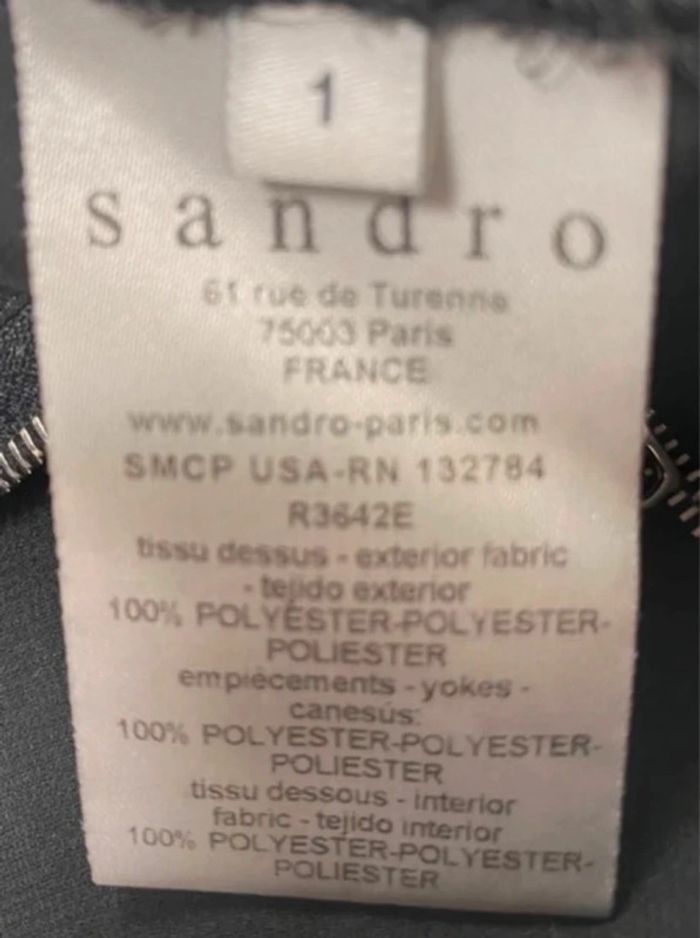 1
sandro
61 rue de Turenne
75003 Paris
FRANCE
www.sandro-paris.com
SMCP USA-RN 132784
R3642E
tissu dessus - exterior fabric
- tejido exterior
100% POLYESTER-POLYESTER-
POLIESTER
empiècements - yokes -
canesús:
100% POLYESTER-POLYESTER-
POLIESTER
tissu dessous - interior
fabric - tejido interior
100% POLYESTER-POLYESTER-
POLIESTER